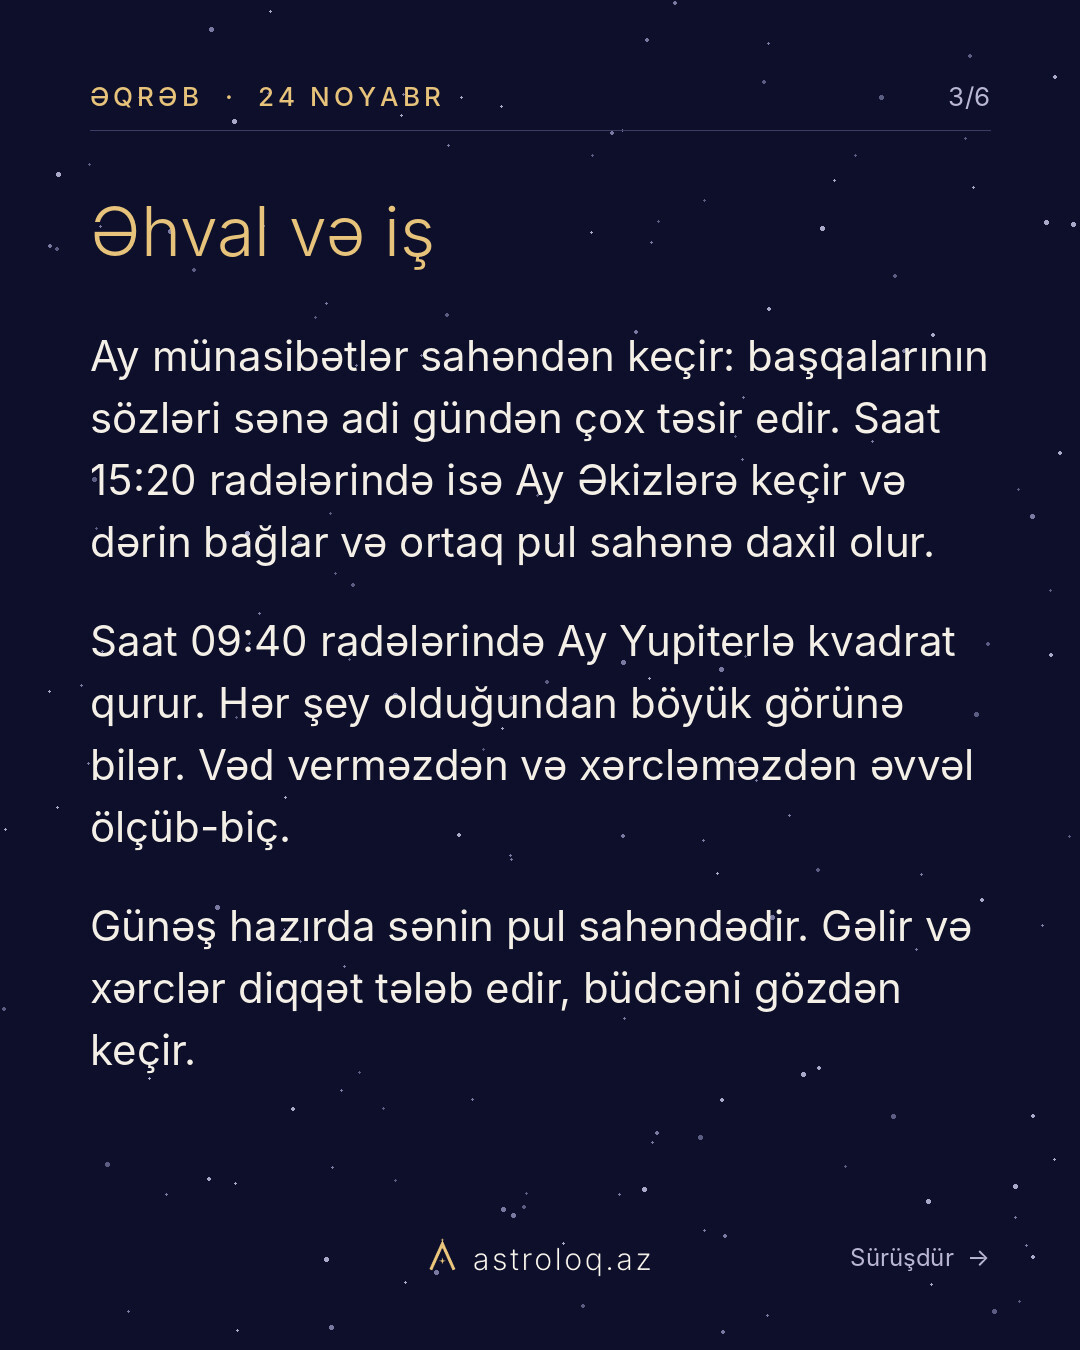 ƏQRƏB · 24 NOYABR
3/6
Əhval və iş
Ay münasibətlər sahəndən keçir: başqalarının
sözləri sənə adi gündən çox təsir edir. Saat
15:20 radələrində isə Ay Əkizlərə keçir və
dərin bağlar və ortaq pul sahənə daxil olur.
Saat 09:40 radələrində Ay Yupiterlə kvadrat
qurur. Hər şey olduğundan böyük görünə
bilər. Vəd verməzdən və xərcləməzdən əvvəl
ölçüb-biç.
Günəş hazırda sənin pul sahəndədir. Gəlir və
xərclər diqqət tələb edir, büdcəni gözdən
keçir.
astroloq.az
Sürüşdür →